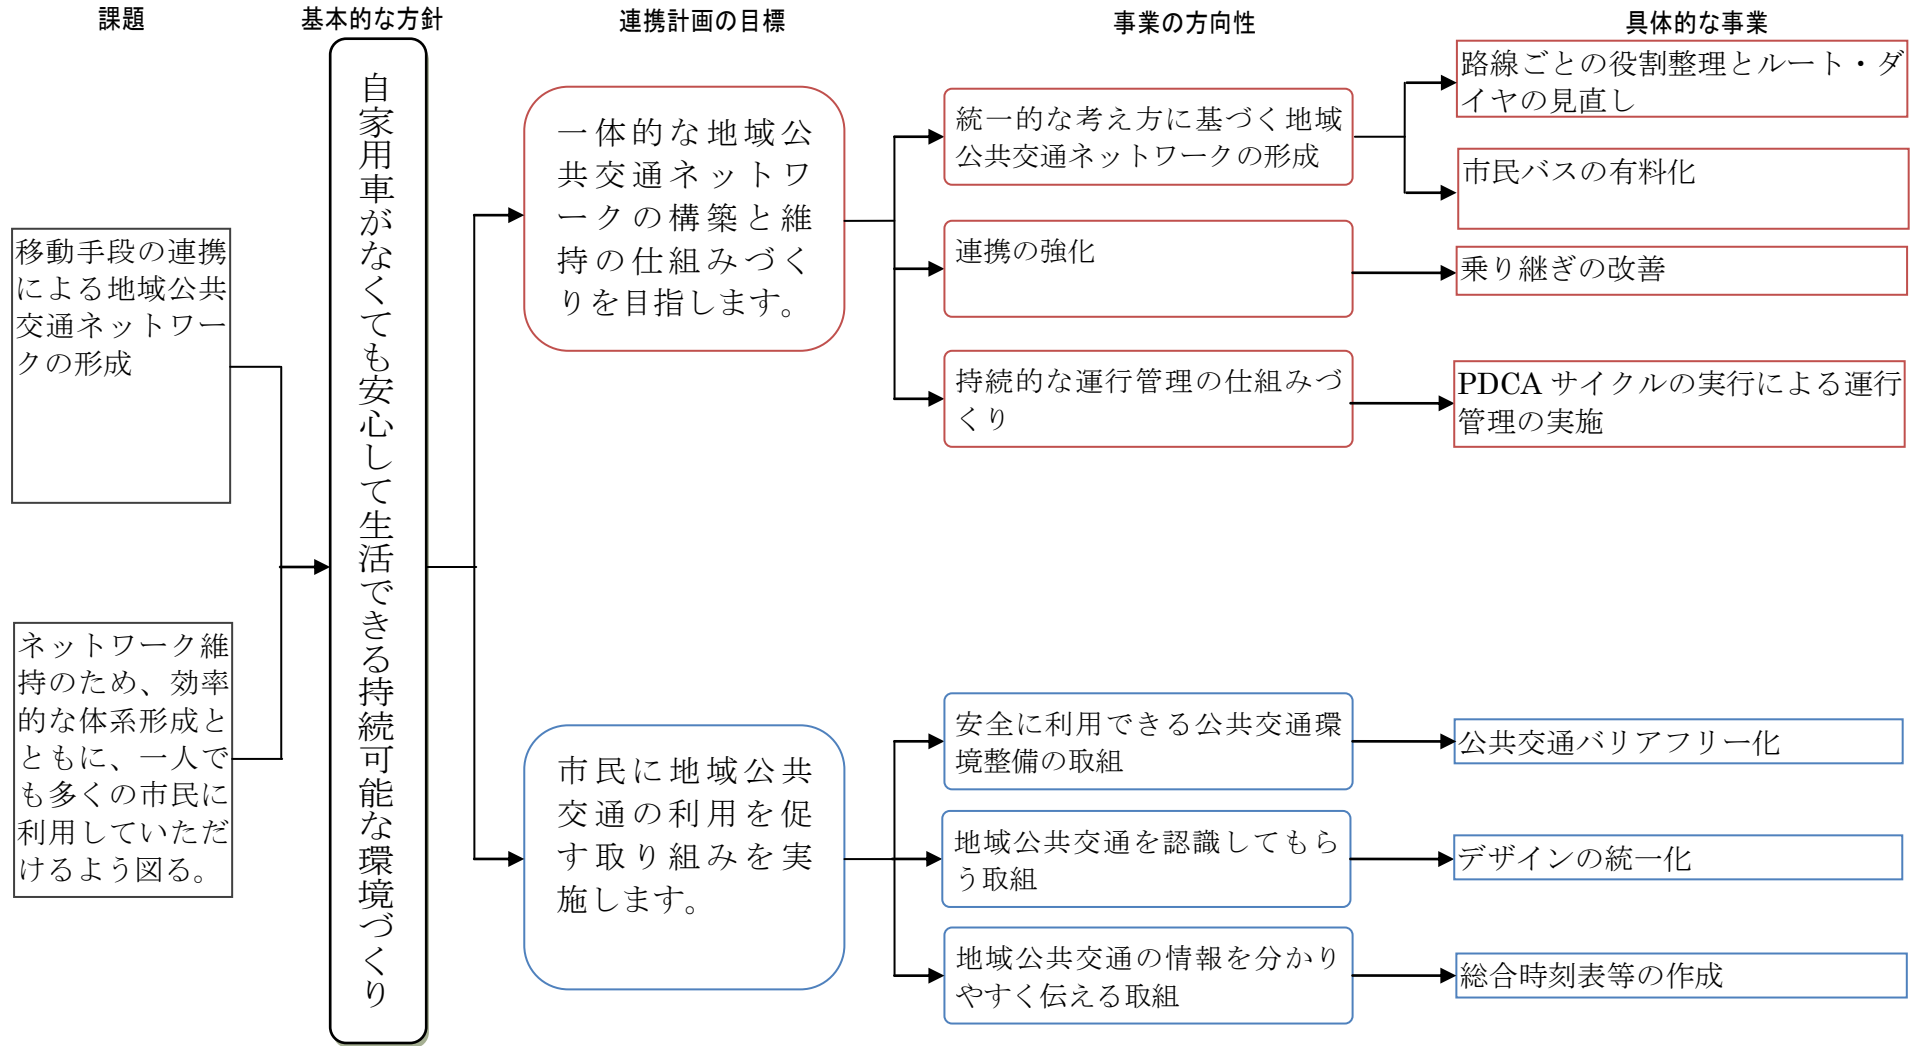 課題
基本的な方針
連携計画の目標
事業の方向性
具体的な事業
移動手段の連携
による地域公共
交通ネットワー
クの形成
ネットワーク維
持のため、効率
的な体系形成と
ともに、一人で
も多くの市民に
利用していただ
けるよう図る。
自家用車がなくても安心して生活できる持続可能な環境づくり
一体的な地域公
共交通ネットワ
ークの構築と維
持の仕組みづく
りを目指します。
市民に地域公共
交通の利用を促
す取り組みを実
施します。
統一的な考え方に基づく地域
公共交通ネットワークの形成
連携の強化
持続的な運行管理の仕組みづ
くり
安全に利用できる公共交通環
境整備の取組
地域公共交通を認識してもら
う取組
地域公共交通の情報を分かり
やすく伝える取組
路線ごとの役割整理とルート・ダ
イヤの見直し
市民バスの有料化
乗り継ぎの改善
PDCA サイクルの実行による運行
管理の実施
公共交通バリアフリー化
デザインの統一化
総合時刻表等の作成